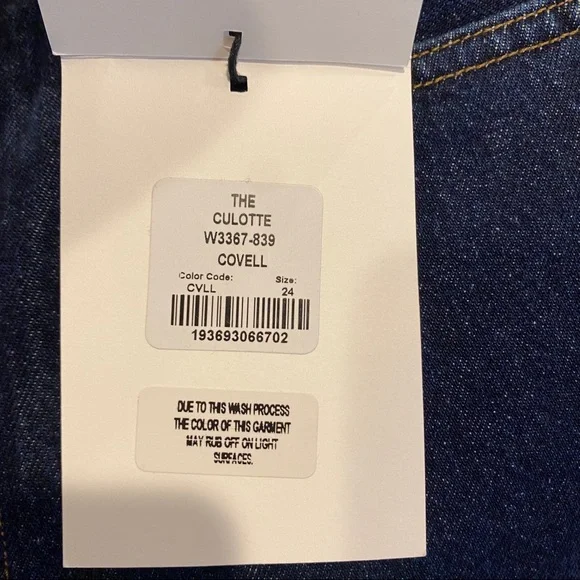 THE
CULOTTE
W3367-839
COVELL
Color Code: Size:
CVLL 24
193693066702
DUE TO THIS WASH PROCESS
THE COLOR OF THIS GARMENT
MAY RUB OFF ON LIGHT
SURFACES.